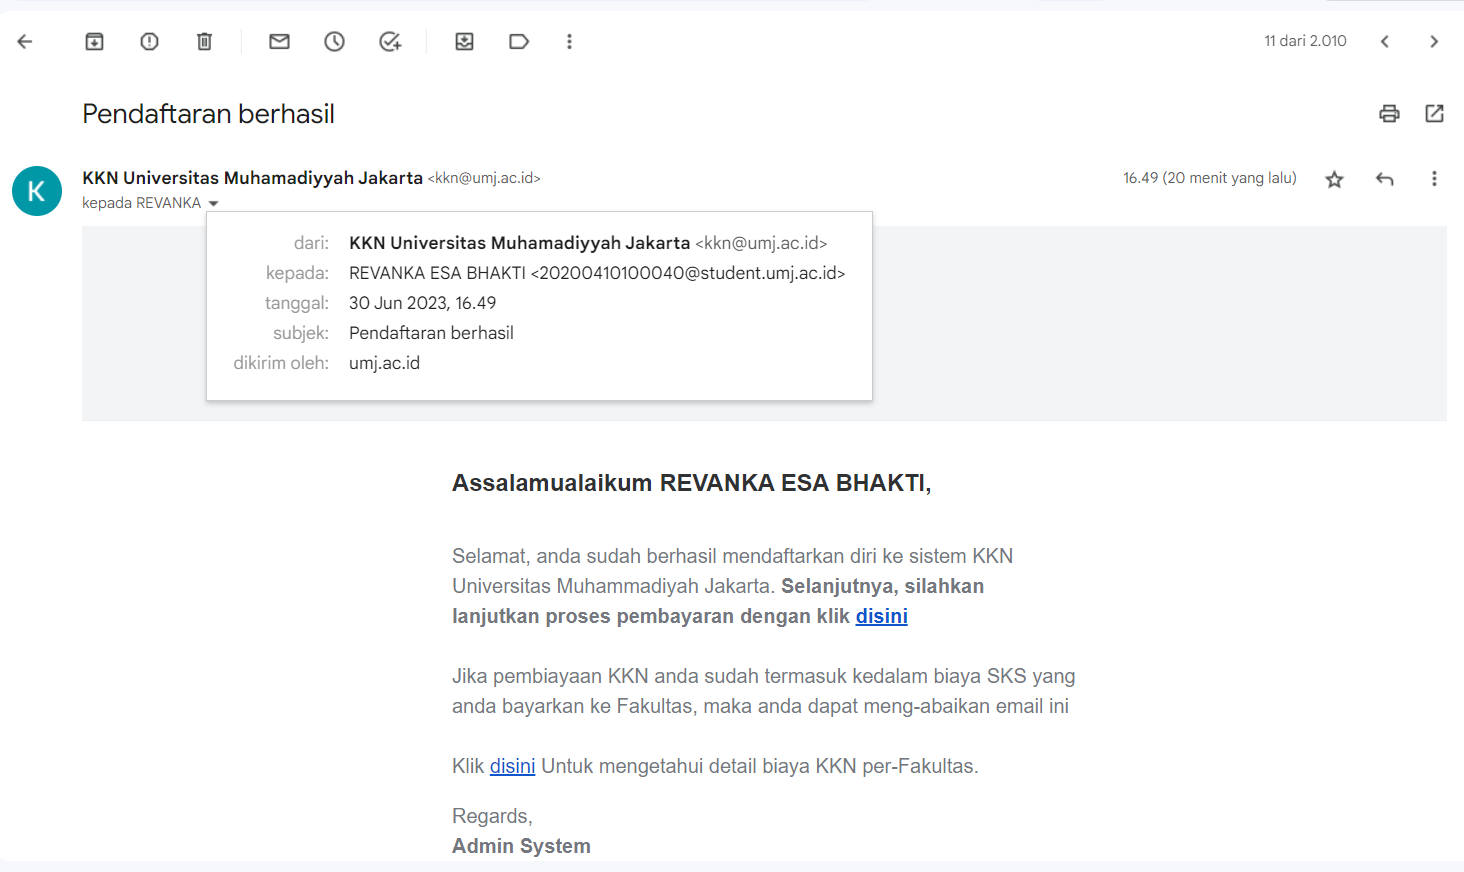 11 dari 2.010
Pendaftaran berhasil
K
KKN Universitas Muhamadiyyah Jakarta <kkn@umj.ac.id>
16.49 (20 menit yang lalu)
kepada REVANKA
dari: KKN Universitas Muhamadiyyah Jakarta <kkn@umj.ac.id>
kepada: REVANKA ESA BHAKTI <20200410100040@student.umj.ac.id>
tanggal: 30 Jun 2023, 16.49
subjek: Pendaftaran berhasil
dikirim oleh: umj.ac.id
Assalamualaikum REVANKA ESA BHAKTI,
Selamat, anda sudah berhasil mendaftarkan diri ke sistem KKN
Universitas Muhammadiyah Jakarta. Selanjutnya, silahkan
lanjutkan proses pembayaran dengan klik disini
Jika pembiayaan KKN anda sudah termasuk kedalam biaya SKS yang
anda bayarkan ke Fakultas, maka anda dapat meng-abaikan email ini
Klik disini Untuk mengetahui detail biaya KKN per-Fakultas.
Regards,
Admin System